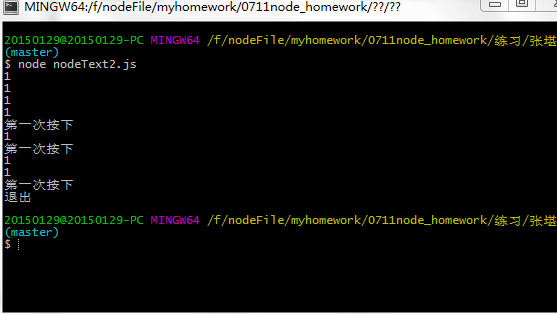 MINGW64:/f/nodeFile/myhomework/0711node_homework/??/??
20150129@20150129-PC MINGW64 /f/nodeFile/myhomework/0711node_homework/练习/张堪
(master)
$ node nodeText2.js
1
1
1
1
第一次按下
1
第一次按下
1
1
第一次按下
退出
20150129@20150129-PC MINGW64 /f/nodeFile/myhomework/0711node_homework/练习/张堪
(master)
$